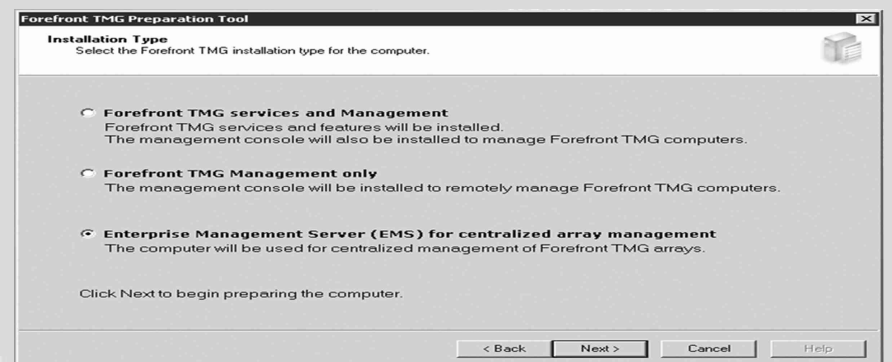 Forefront TMG Preparation Tool
Installation Type
Select the Forefront TMG installation type for the computer.
Forefront TMG services and Management
Forefront TMG services and features will be installed.
The management console will also be installed to manage Forefront TMG computers.
Forefront TMG Management only
The management console will be installed to remotely manage Forefront TMG computers.
Enterprise Management Server (EMS) for centralized array management
The computer will be used for centralized management of Forefront TMG arrays.
Click Next to begin preparing the computer.
< Back Next > Cancel Help